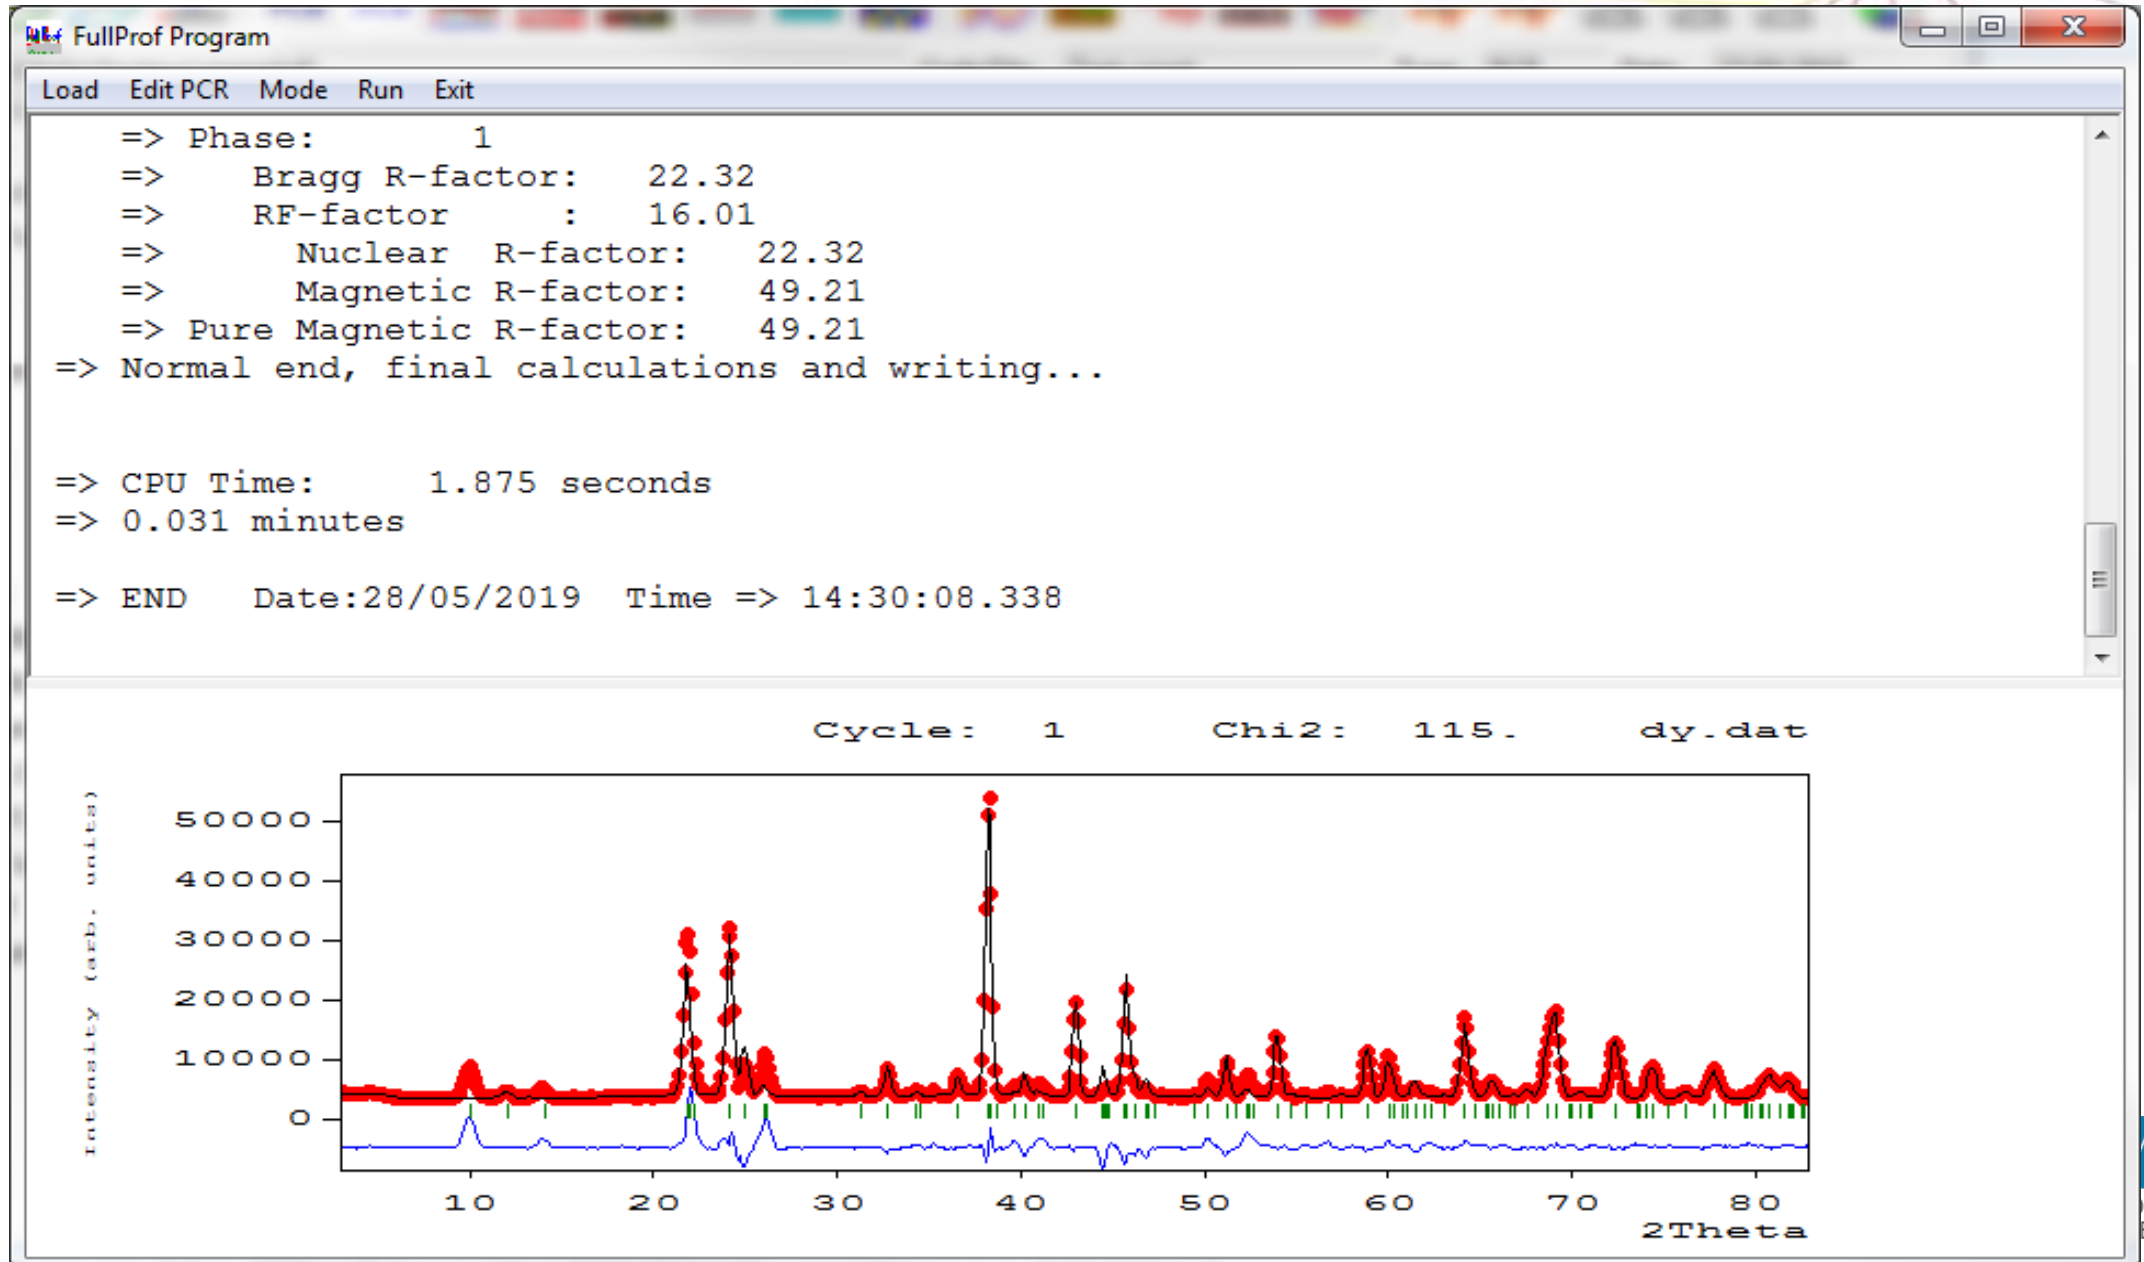 FullProf Program
Load Edit PCR Mode Run Exit
=> Phase: 1
=> Bragg R-factor: 22.32
=> RF-factor : 16.01
=> Nuclear R-factor: 22.32
=> Magnetic R-factor: 49.21
=> Pure Magnetic R-factor: 49.21
=> Normal end, final calculations and writing...
=> CPU Time: 1.875 seconds
=> 0.031 minutes
=> END Date:28/05/2019 Time => 14:30:08.338
Cycle: 1 Chi2: 115. dy.dat
Intensity (arb. units)
50000
40000
30000
20000
10000
0
10 20 30 40 50 60 70 80
2Theta